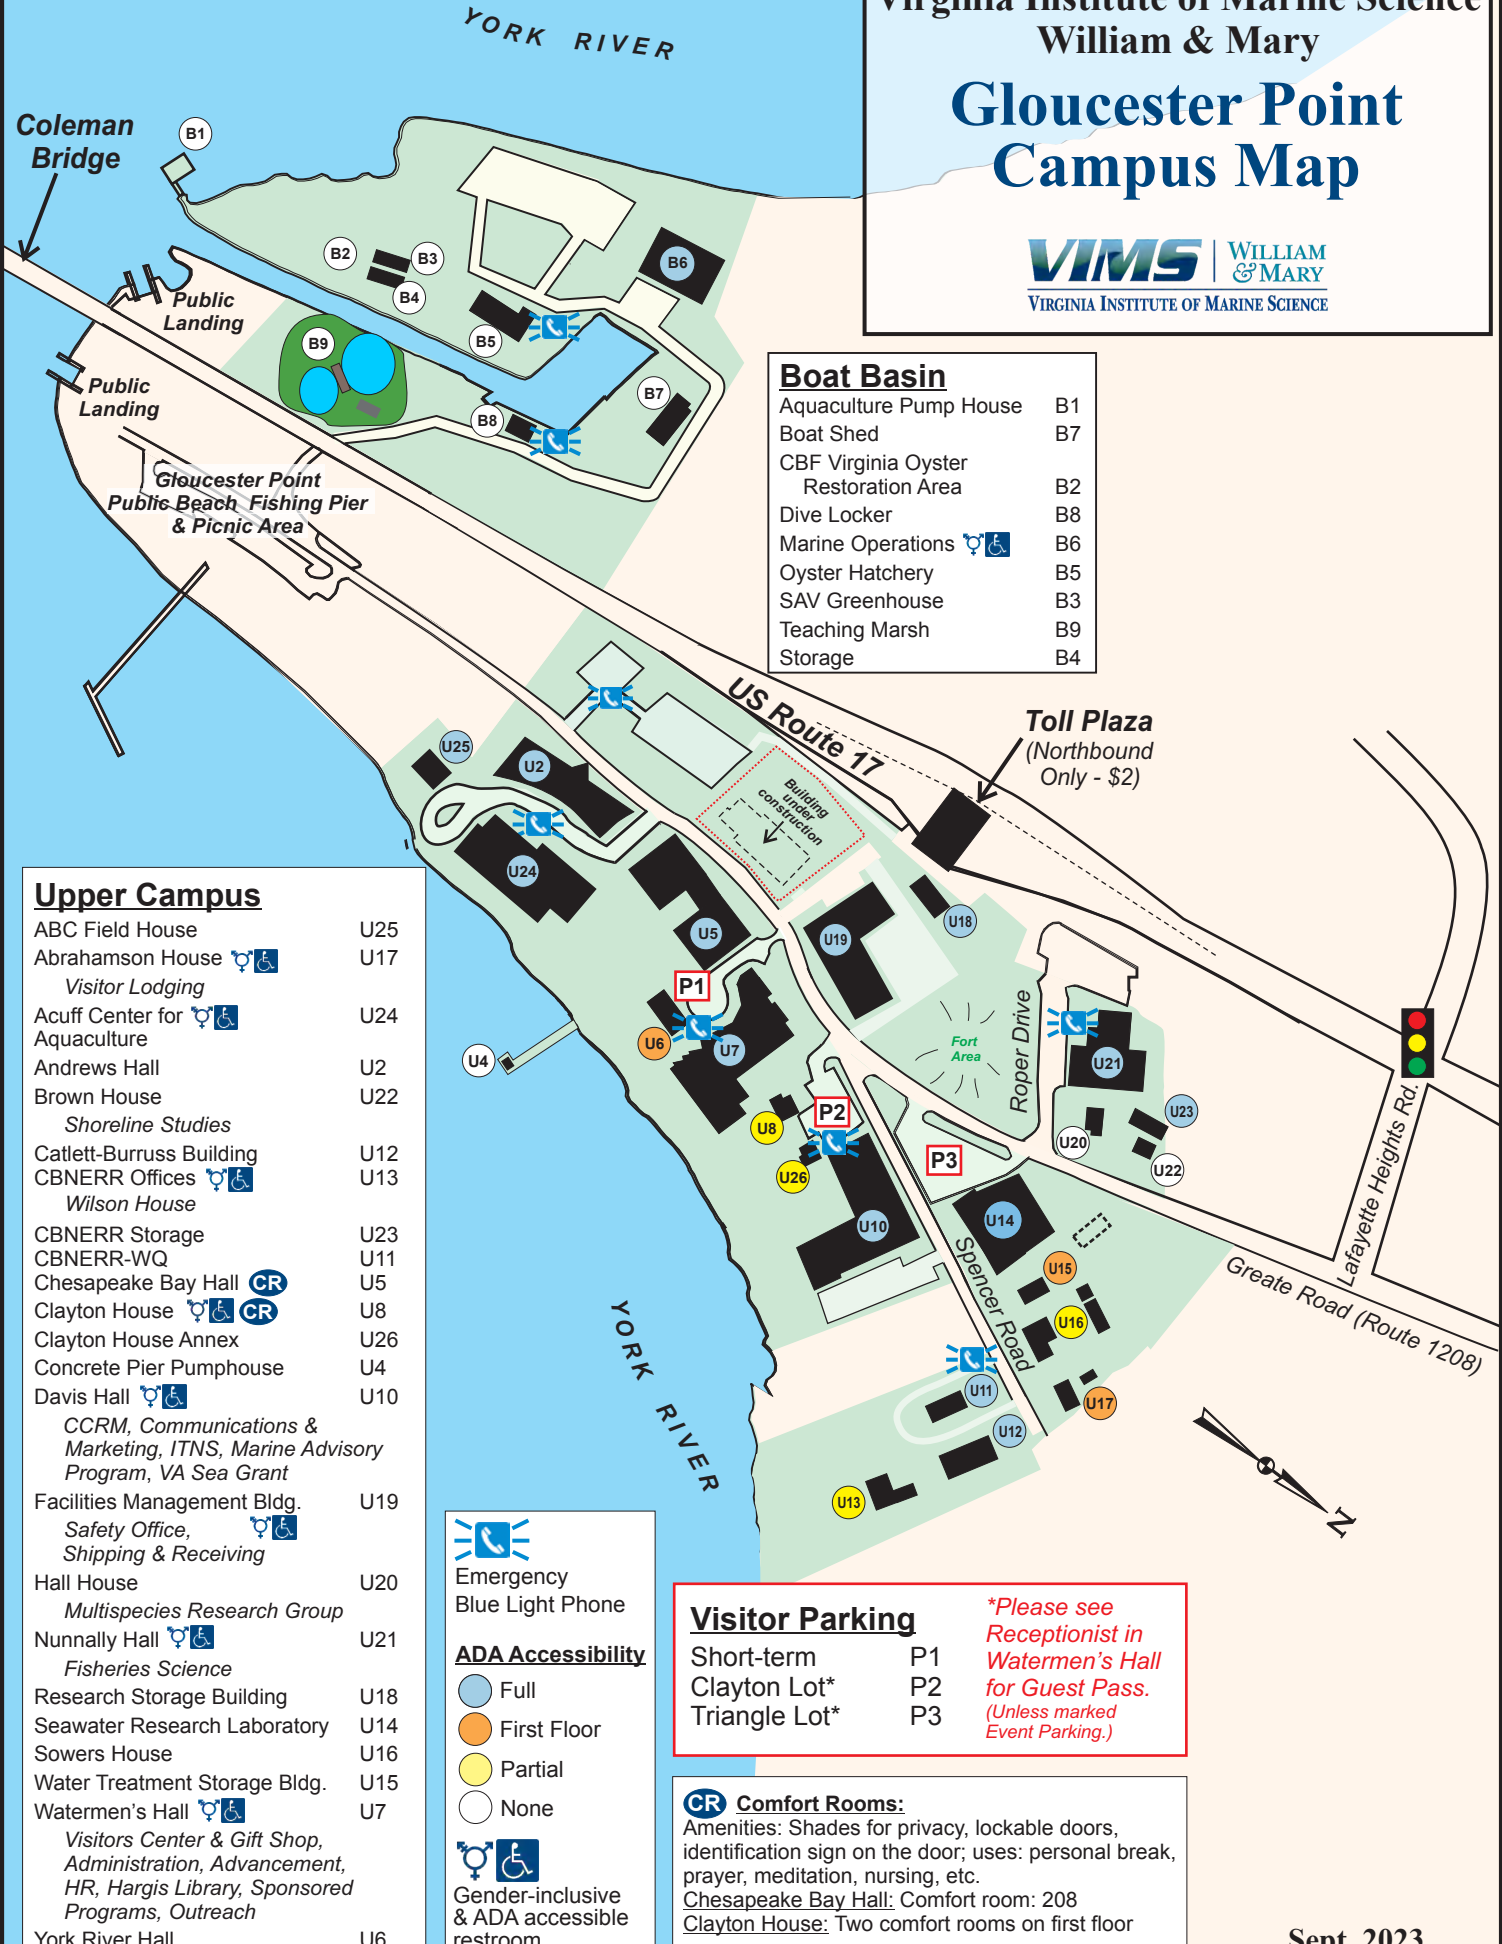 Virginia Institute of Marine Science
William & Mary
Gloucester Point
Campus Map
VIMS
WILLIAM
& MARY
VIRGINIA INSTITUTE OF MARINE SCIENCE
YORK RIVER
Coleman
Bridge
B1
B2
B3
B4
B5
B6
B7
B8
B9
Public
Landing
Public
Landing
Gloucester Point
Public Beach Fishing Pier
& Picnic Area
Boat Basin
Aquaculture Pump House B1
Boat Shed B7
CBF Virginia Oyster
Restoration Area B2
Dive Locker B8
Marine Operations B6
Oyster Hatchery B5
SAV Greenhouse B3
Teaching Marsh B9
Storage B4
US Route 17
Toll Plaza
(Northbound
Only - $2)
Building
under
construction
U25
U2
U24
U5
U18
U19
P1
U6
U7
U4
Fort
Area
Roper Drive
U21
U23
U20
U22
U8
P2
U26
P3
U10
U14
U15
U16
U17
U11
U12
U13
Spencer Road
Lafayette Heights Rd.
Greate Road (Route 1208)
YORK RIVER
N
Upper Campus
ABC Field House U25
Abrahamson House U17
Visitor Lodging
Acuff Center for U24
Aquaculture
Andrews Hall U2
Brown House U22
Shoreline Studies
Catlett-Burruss Building U12
CBNERR Offices U13
Wilson House
CBNERR Storage U23
CBNERR-WQ U11
Chesapeake Bay Hall CR U5
Clayton House CR U8
Clayton House Annex U26
Concrete Pier Pumphouse U4
Davis Hall U10
CCRM, Communications &
Marketing, ITNS, Marine Advisory
Program, VA Sea Grant
Facilities Management Bldg. U19
Safety Office,
Shipping & Receiving
Hall House U20
Multispecies Research Group
Nunnally Hall U21
Fisheries Science
Research Storage Building U18
Seawater Research Laboratory U14
Sowers House U16
Water Treatment Storage Bldg. U15
Watermen's Hall U7
Visitors Center & Gift Shop,
Administration, Advancement,
HR, Hargis Library, Sponsored
Programs, Outreach
York River Hall U6
Emergency
Blue Light Phone
ADA Accessibility
Full
First Floor
Partial
None
Gender-inclusive
& ADA accessible
restroom
Visitor Parking
Short-term P1
Clayton Lot* P2
Triangle Lot* P3
*Please see
Receptionist in
Watermen's Hall
for Guest Pass.
(Unless marked
Event Parking.)
CR Comfort Rooms:
Amenities: Shades for privacy, lockable doors,
identification sign on the door; uses: personal break,
prayer, meditation, nursing, etc.
Chesapeake Bay Hall: Comfort room: 208
Clayton House: Two comfort rooms on first floor
Sept. 2023